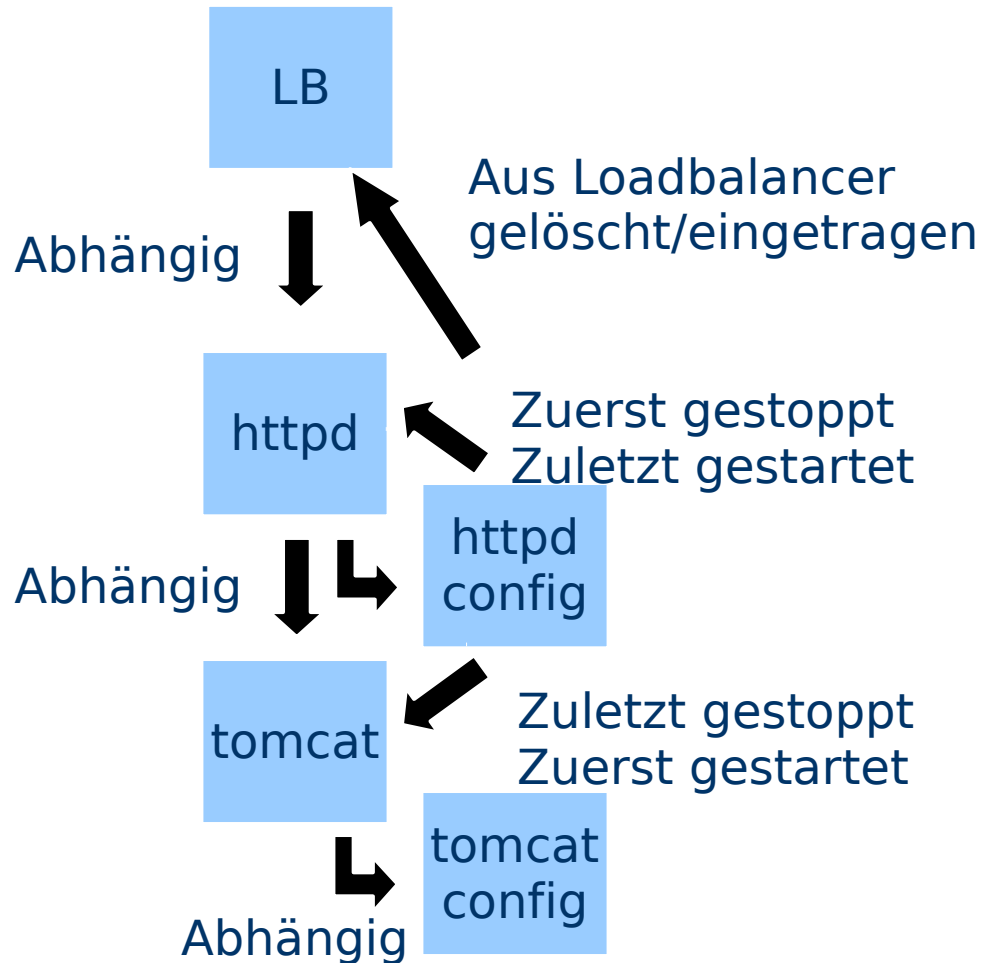 LB
Aus Loadbalancer
gelöscht/eingetragen
Abhängig
httpd
Zuerst gestoppt
Zuletzt gestartet
httpd
config
Abhängig
tomcat
Zuletzt gestoppt
Zuerst gestartet
tomcat
config
Abhängig